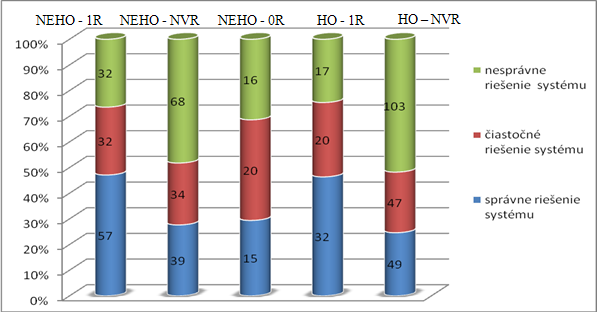 NEHO - 1R NEHO - NVR NEHO - 0R HO - 1R HO – NVR
100%
90%
80%
70%
60%
50%
40%
30%
20%
10%
0%
32 68 16 17 103
32 34 20 20 47
57 39 15 32 49
nesprávne
riešenie systému
čiastočné
riešenie systému
správne riešenie
systému